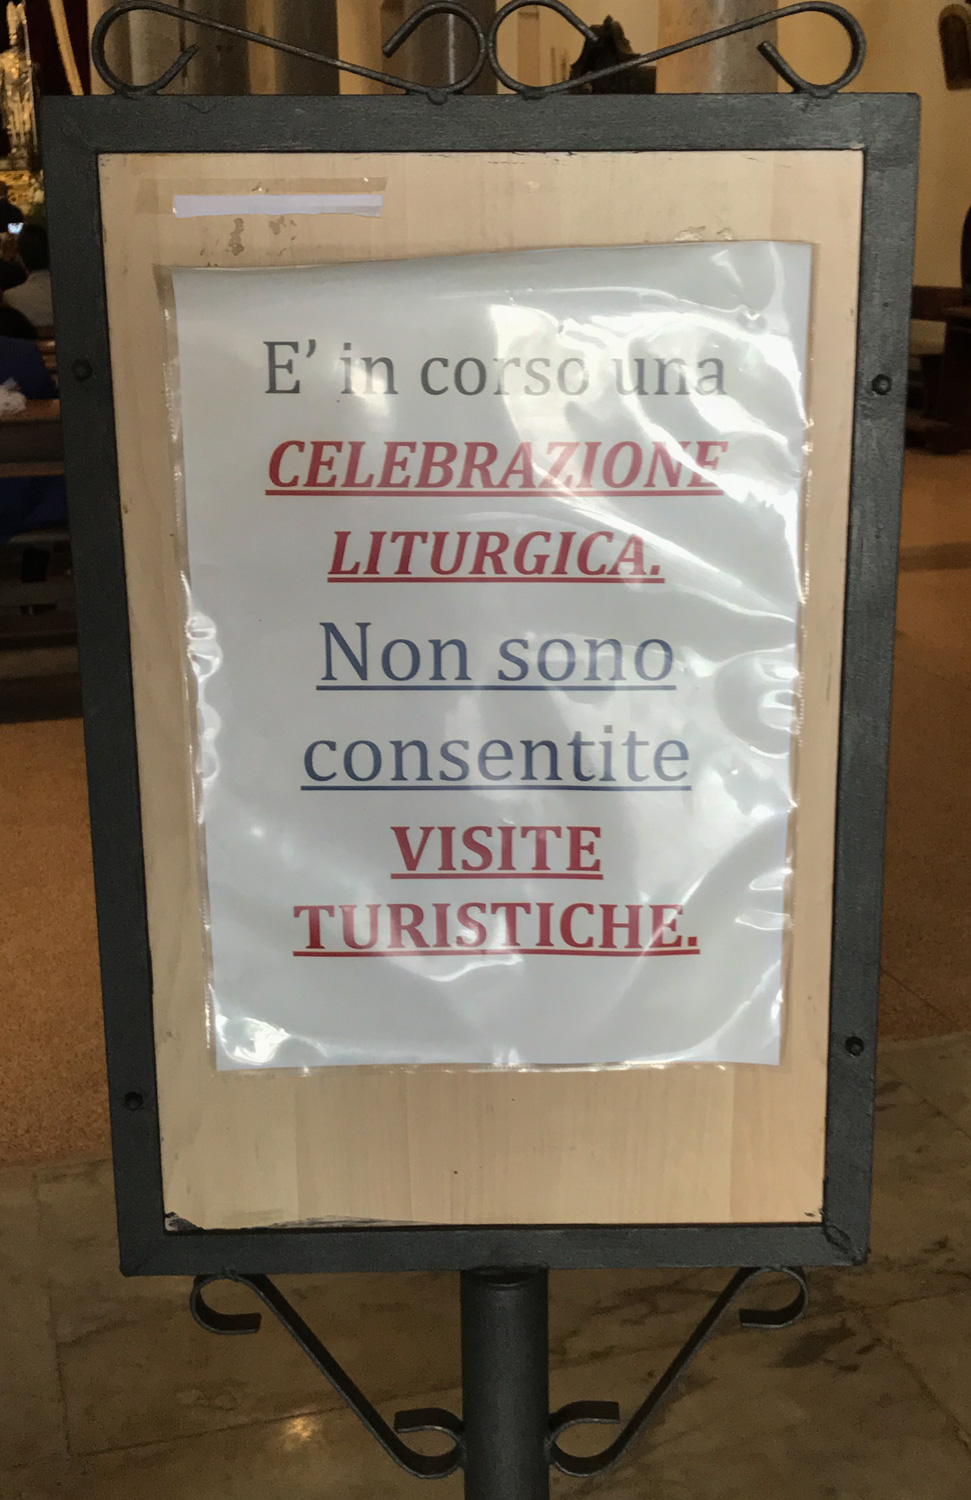 E’ in corso una
CELEBRAZIONE
LITURGICA.
Non sono
consentite
VISITE
TURISTICHE.